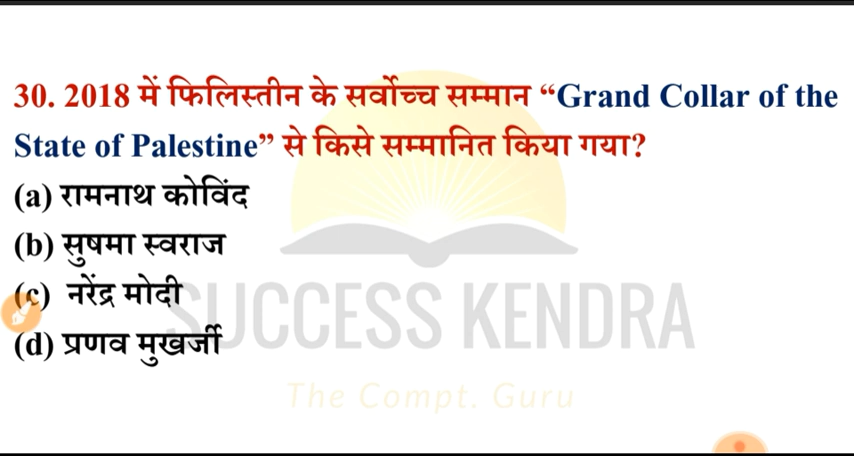 30. 2018 में फिलिस्तीन के सर्वोच्च सम्मान “Grand Collar of the
State of Palestine” से किसे सम्मानित किया गया?
(a) रामनाथ कोविंद
(b) सुषमा स्वराज
(c) नरेंद्र मोदी
(d) प्रणव मुखर्जी
SUCCESS KENDRA
The Compt. Guru